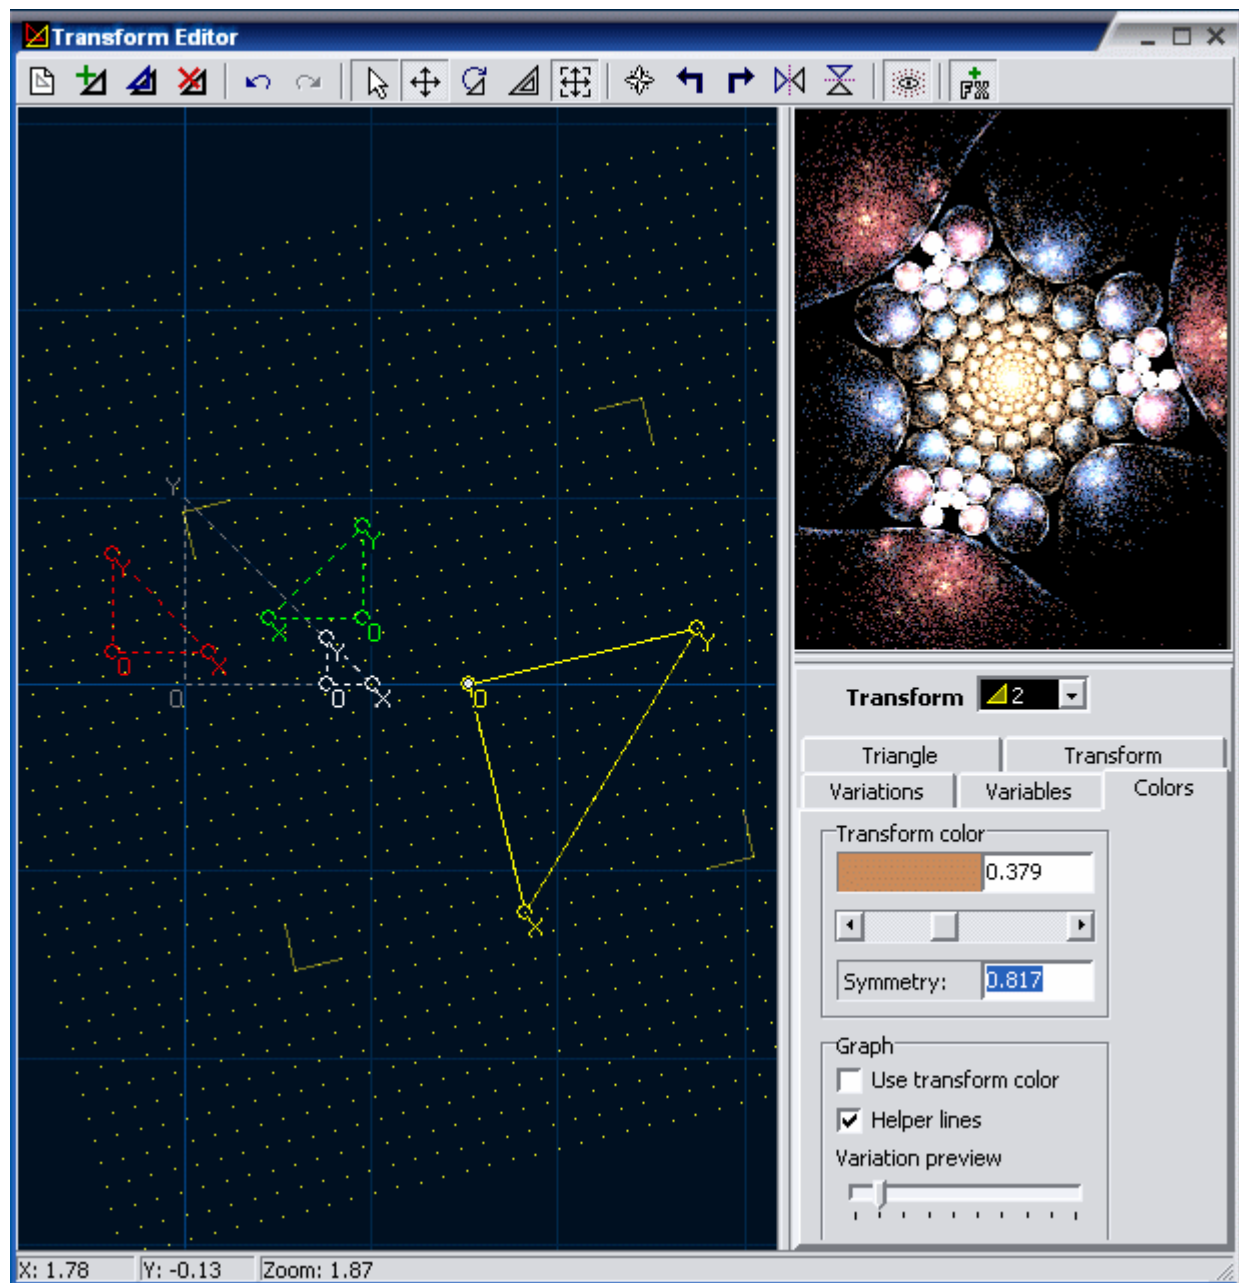 Transform Editor
FX
Y
Y
Y
X
O
Y
O
X
O
O
X
O
Y
X
Transform 2
Triangle Transform
Variations Variables Colors
Transform color
0.379
Symmetry: 0.817
Graph
Use transform color
Helper lines
Variation preview
X: 1.78 Y: -0.13 Zoom: 1.87